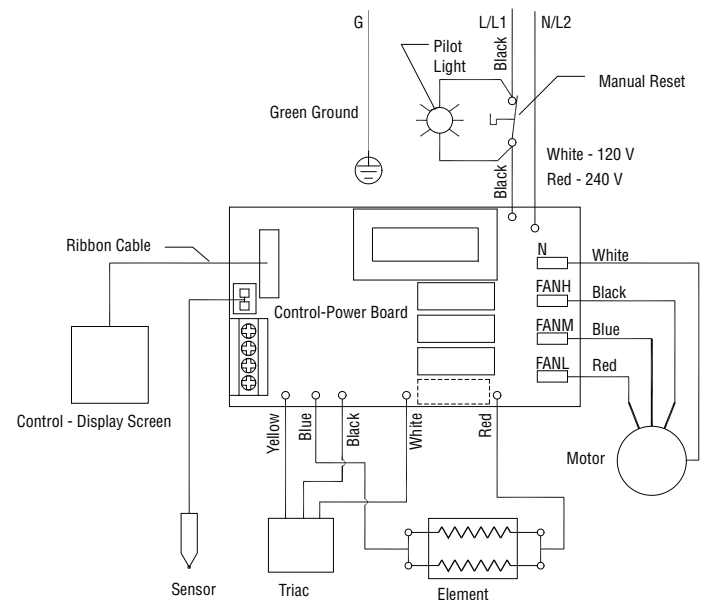 G
L/L1
N/L2
Black
Pilot
Light
Manual Reset
Green Ground
White - 120 V
Red - 240 V
Black
Ribbon Cable
Control-Power Board
N
White
FANH
Black
FANM
Blue
FANL
Red
Control - Display Screen
Yellow
Blue
Black
White
Red
Motor
Sensor
Triac
Element